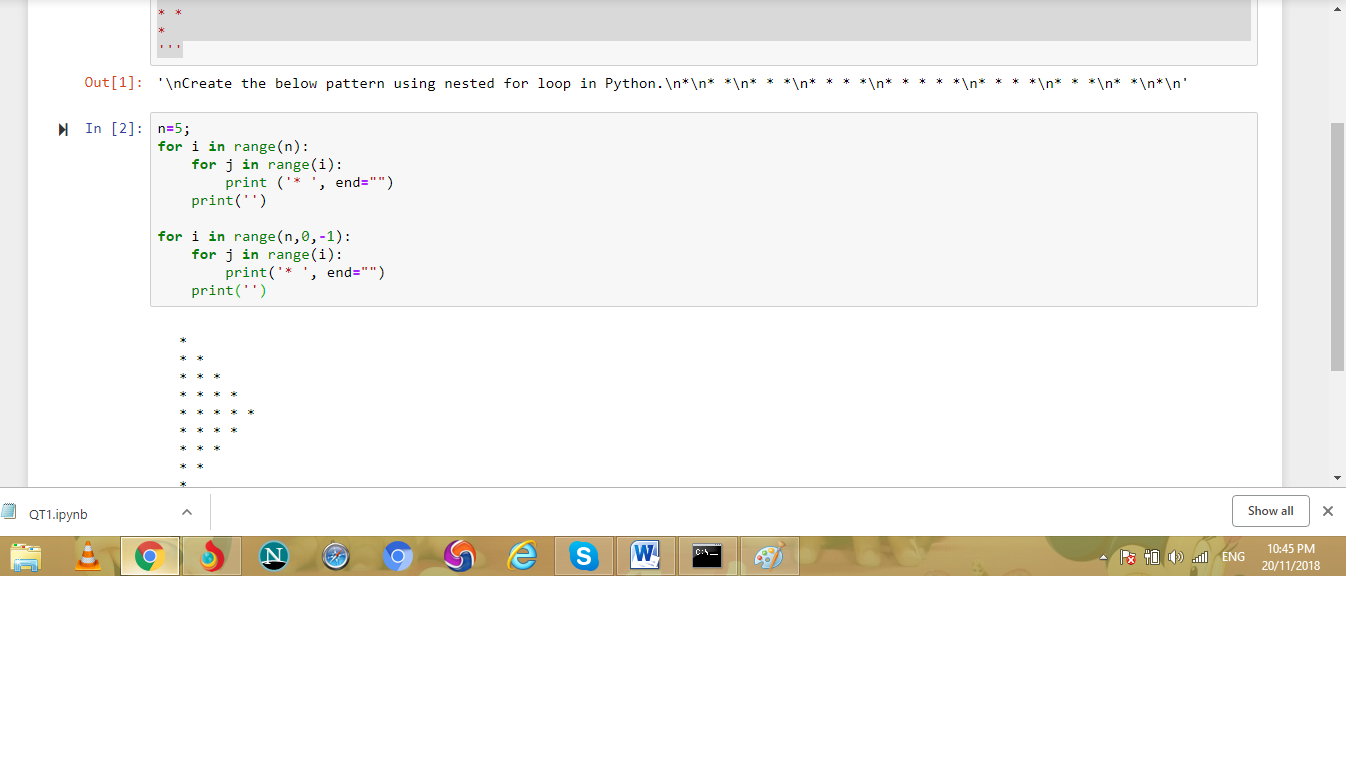 * *
*
'''
Out[1]: '\nCreate the below pattern using nested for loop in Python.\n*\n* *\n* * *\n* * * *\n* * * * *\n* * * *\n* * *\n* *\n*\n'
In [2]: n=5;
for i in range(n):
    for j in range(i):
        print ('* ', end="")
    print('')
for i in range(n,0,-1):
    for j in range(i):
        print('* ', end="")
    print('')
*
* *
* * *
* * * *
* * * * *
* * * *
* * *
* *
*
QT1.ipynb
Show all
N
S
W
C:\_
ENG
10:45 PM
20/11/2018